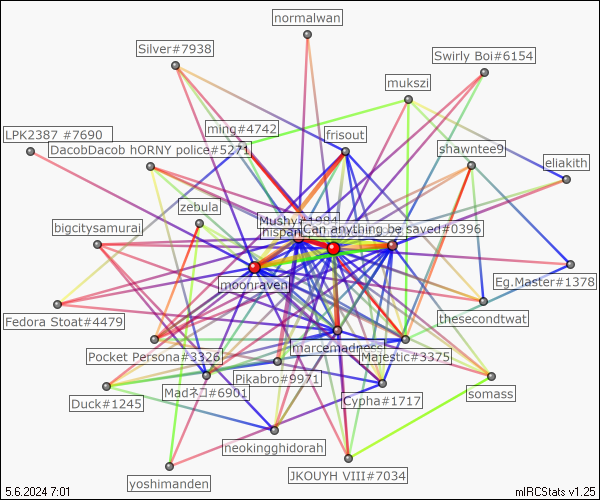 normalwan
Silver#7938
Swirly Boi#6154
mukszi
ming#4742
frisout
LPK2387 #7690
DacobDacob hORNY police#5271
shawntee9
eliakith
zebula
Mushy#1984
bigcitysamurai
hispan
Can anything be saved#0396
moonraven
Eg.Master#1378
Fedora Stoat#4479
thesecondtwat
marcemadness
Pocket Persona#3326
Majestic#3375
Pikabro#9971
Madネコ#6901
somass
Duck#1245
Cypha#1717
neokingghidorah
yoshimanden
JKOUYH VIII#7034
5.6.2024 7:01
mIRCStats v1.25